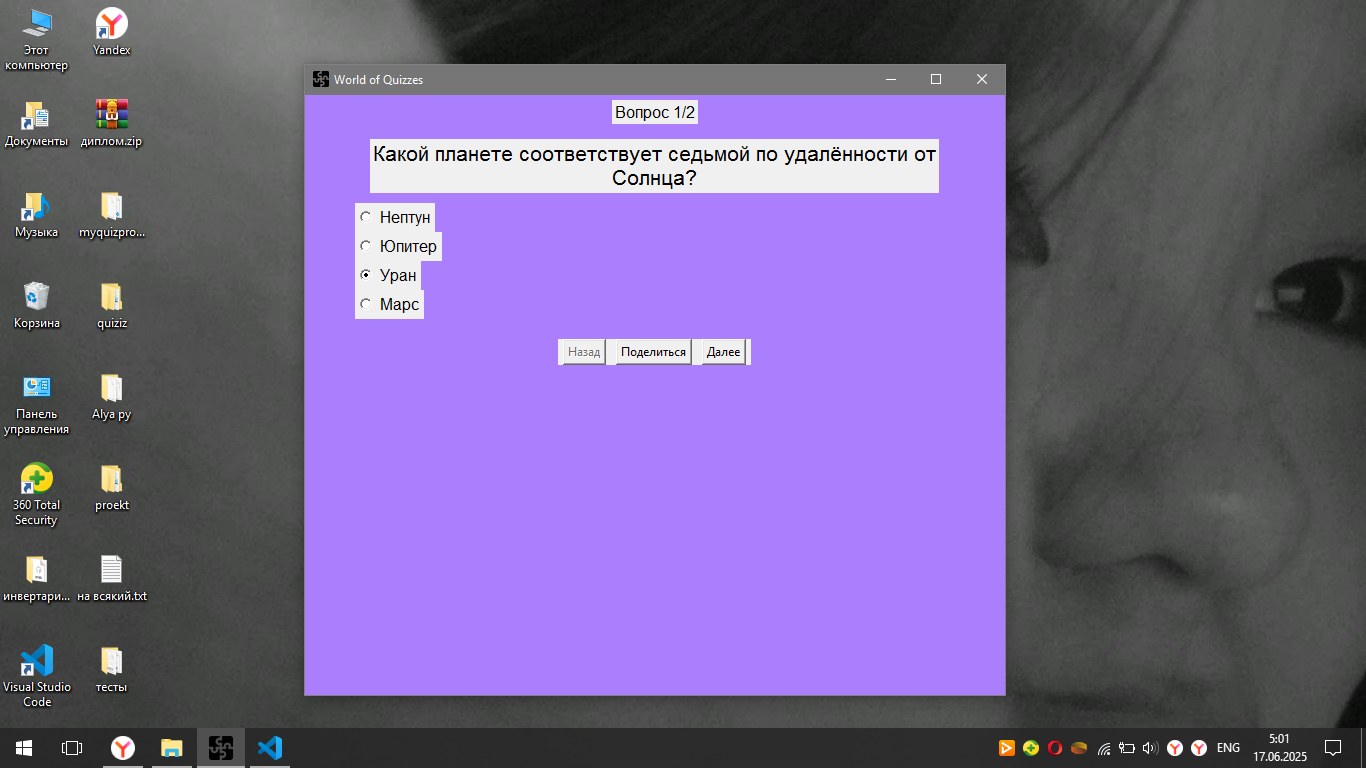 Этот
компьютер
Yandex
Документы
диплом.zip
Музыка
myquizpro...
Корзина
quiziz
Панель
управления
Alya py
360 Total
Security
proekt
инвертари...
на всякий.txt
Visual Studio
Code
тесты
World of Quizzes
Вопрос 1/2
Какой планете соответствует седьмой по удалённости от
Солнца?
Нептун
Юпитер
Уран
Марс
Назад Поделиться Далее
ENG
5:01
17.06.2025